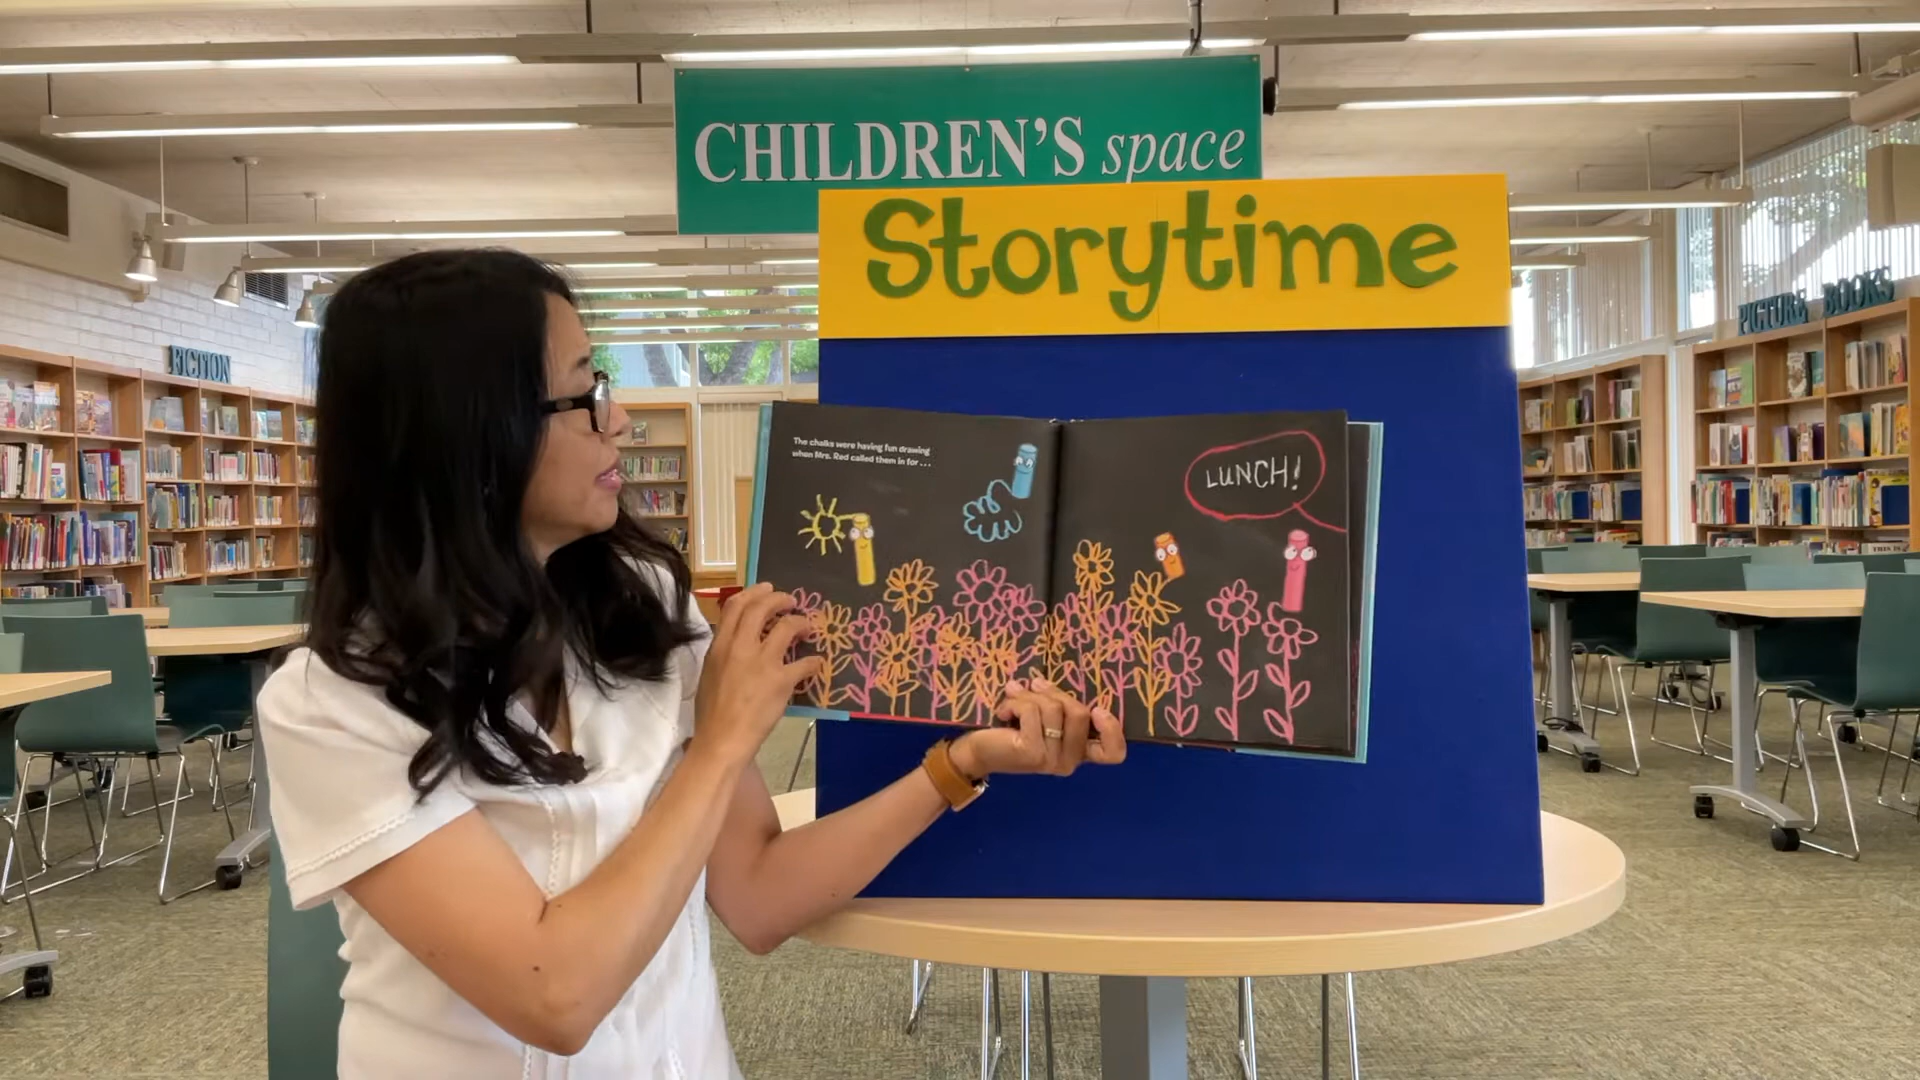 CHILDREN'S space
Storytime
FICTION
PICTURE BOOKS
The chalks were having fun drawing
when Mrs. Red called them in for...
LUNCH!